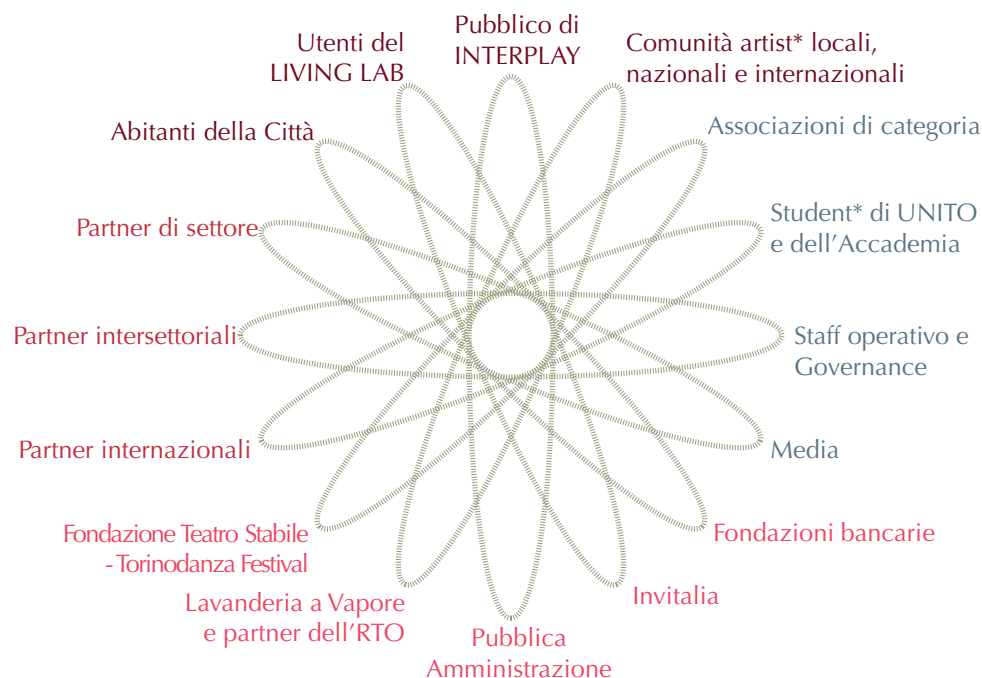 Pubblico di
INTERPLAY
Utenti del
LIVING LAB
Comunità artist* locali,
nazionali e internazionali
Abitanti della Città
Associazioni di categoria
Partner di settore
Student* di UNITO
e dell’Accademia
Partner intersettoriali
Staff operativo e
Governance
Partner internazionali
Media
Fondazione Teatro Stabile
- Torinodanza Festival
Fondazioni bancarie
Lavanderia a Vapore
e partner dell’RTO
Invitalia
Pubblica
Amministrazione